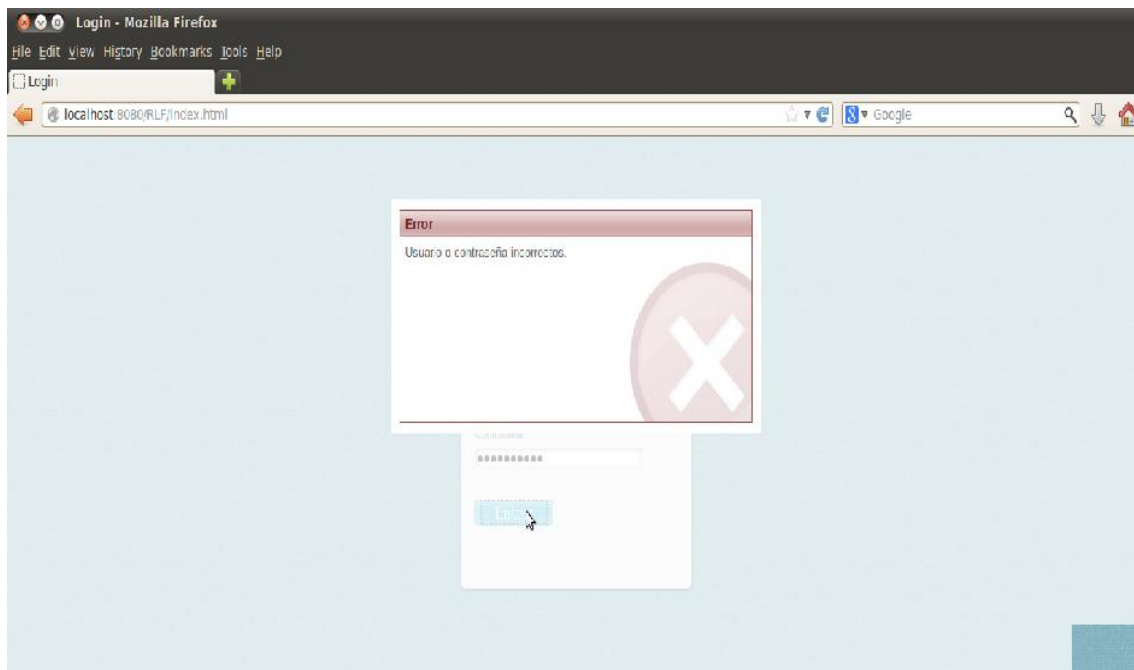 Login - Mozilla Firefox
File Edit View History Bookmarks Tools Help
Login
localhost:8080/RLF/index.html
Google
Error
Usuario o contraseña incorrectos.